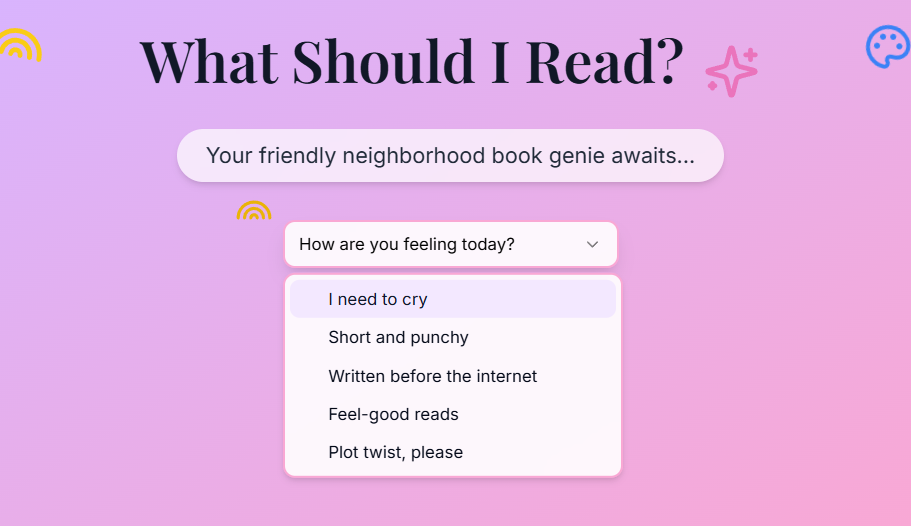 What Should I Read?
Your friendly neighborhood book genie awaits...
How are you feeling today?
I need to cry
Short and punchy
Written before the internet
Feel-good reads
Plot twist, please